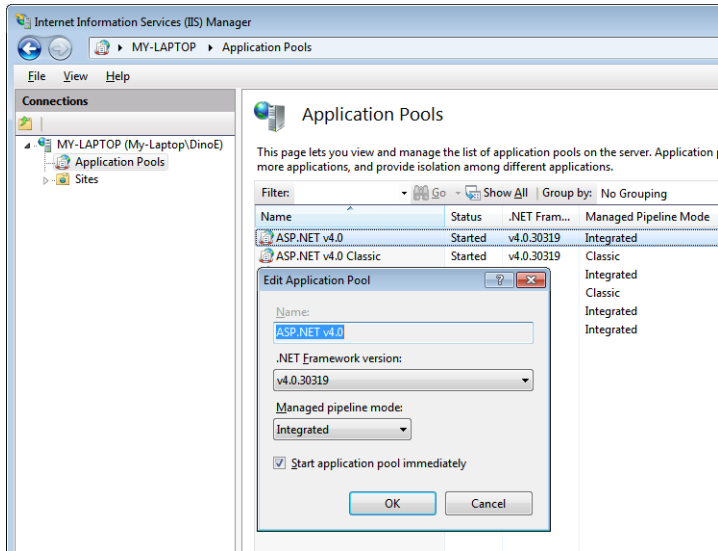 Internet Information Services (IIS) Manager
MY-LAPTOP Application Pools
File View Help
Connections
MY-LAPTOP (My-Laptop\DinoE)
Application Pools
Sites
Application Pools
This page lets you view and manage the list of application pools on the server. Application
more applications, and provide isolation among different applications.
Filter: Go Show All Group by: No Grouping
Name Status .NET Fram... Managed Pipeline Mode
ASP.NET v4.0 Started v4.0.30319 Integrated
ASP.NET v4.0 Classic Started v4.0.30319 Classic
Integrated
Classic
Integrated
Integrated
Edit Application Pool
Name:
ASP.NET v4.0
.NET Framework version:
v4.0.30319
Managed pipeline mode:
Integrated
Start application pool immediately
OK Cancel